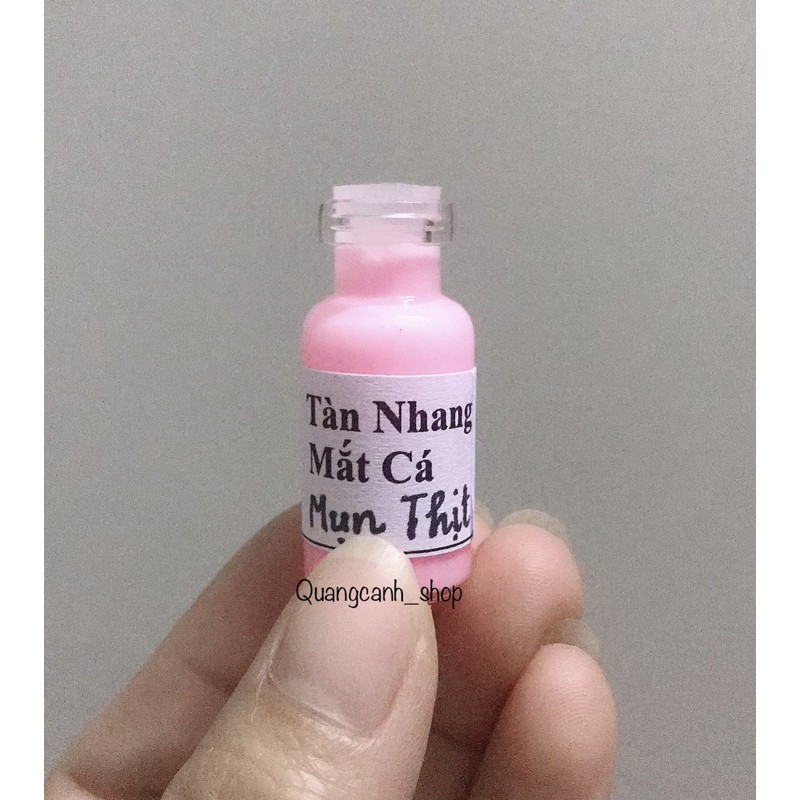 Tàn Nhang
Mắt Cá
Mụn Thịt
Quangcanh_shop